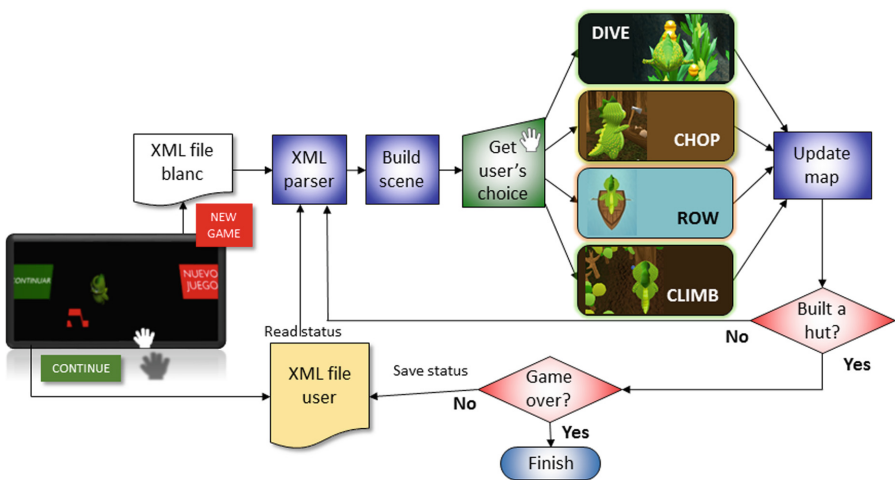 XML file
blanc
XML
parser
Build
scene
Get
user's
choice
DIVE
CHOP
ROW
CLIMB
Update
map
NEW
GAME
CONTINUAR
NUEVO
JUEGO
CONTINUE
Read status
XML file
user
Save status
No
Game
over?
Yes
Finish
Built a
hut?
No
Yes